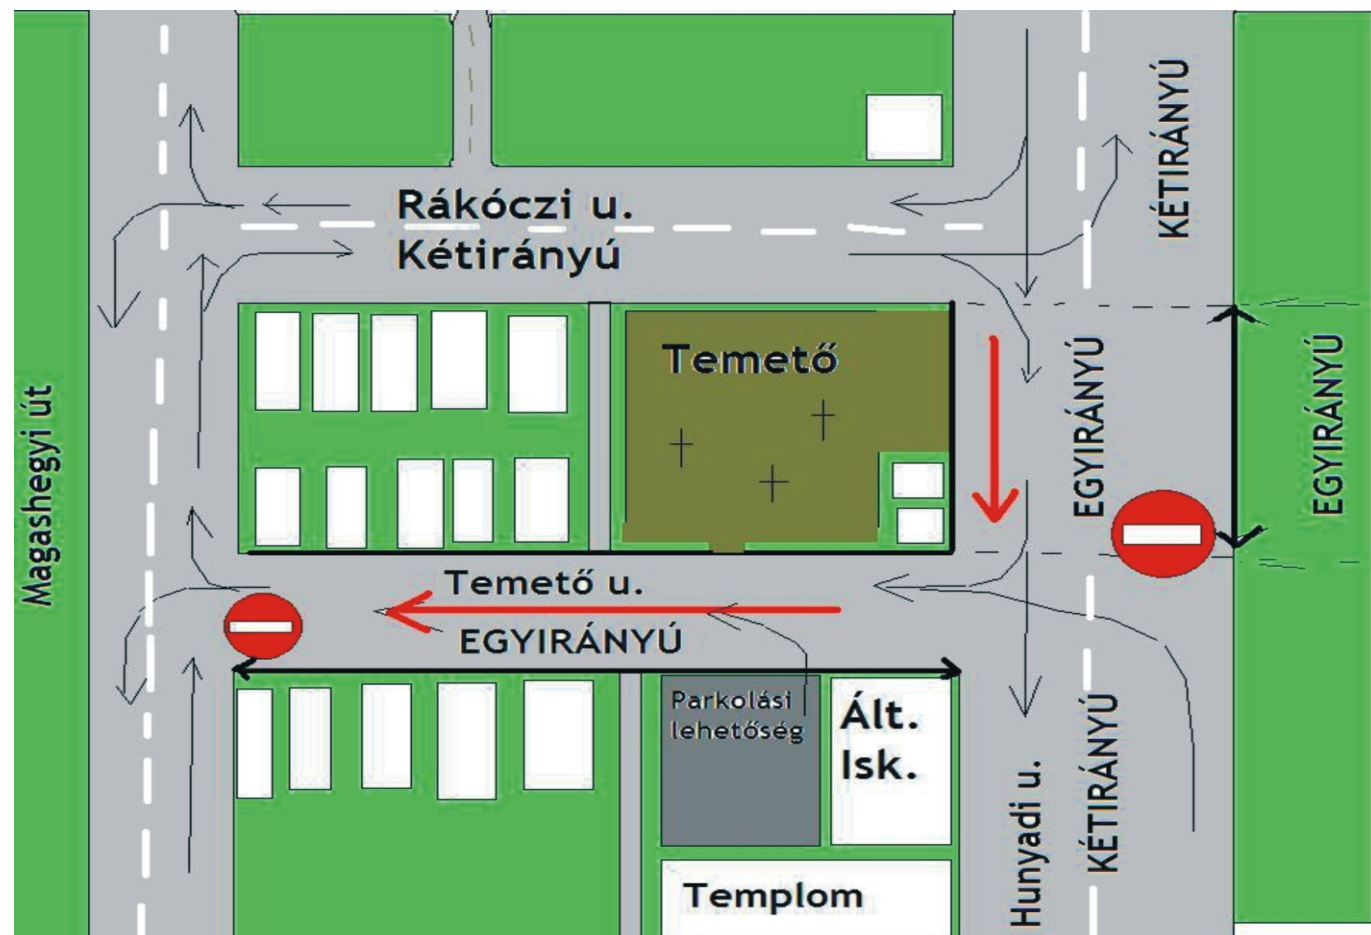 KÉTIRÁNYÚ
Rákóczi u.
Kétirányú
Temető
EGYIRÁNYÚ
EGYIRÁNYÚ
Magashegyi út
Temető u.
EGYIRÁNYÚ
Parkolási
lehetőség
Ált.
Isk.
Hunyadi u.
KÉTIRÁNYÚ
Templom